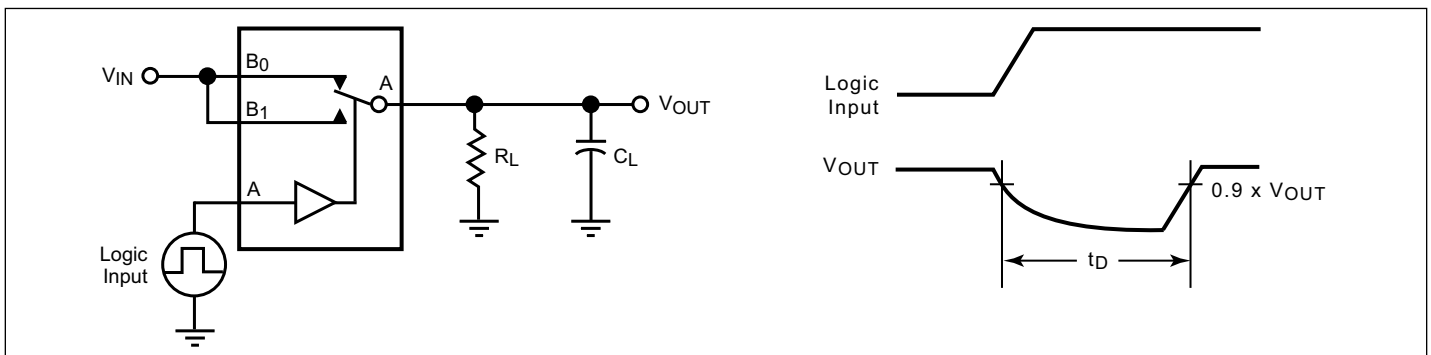 VIN
B0
B1
A
A
Logic
Input
RL
CL
VOUT
Logic
Input
VOUT
0.9 x VOUT
tD